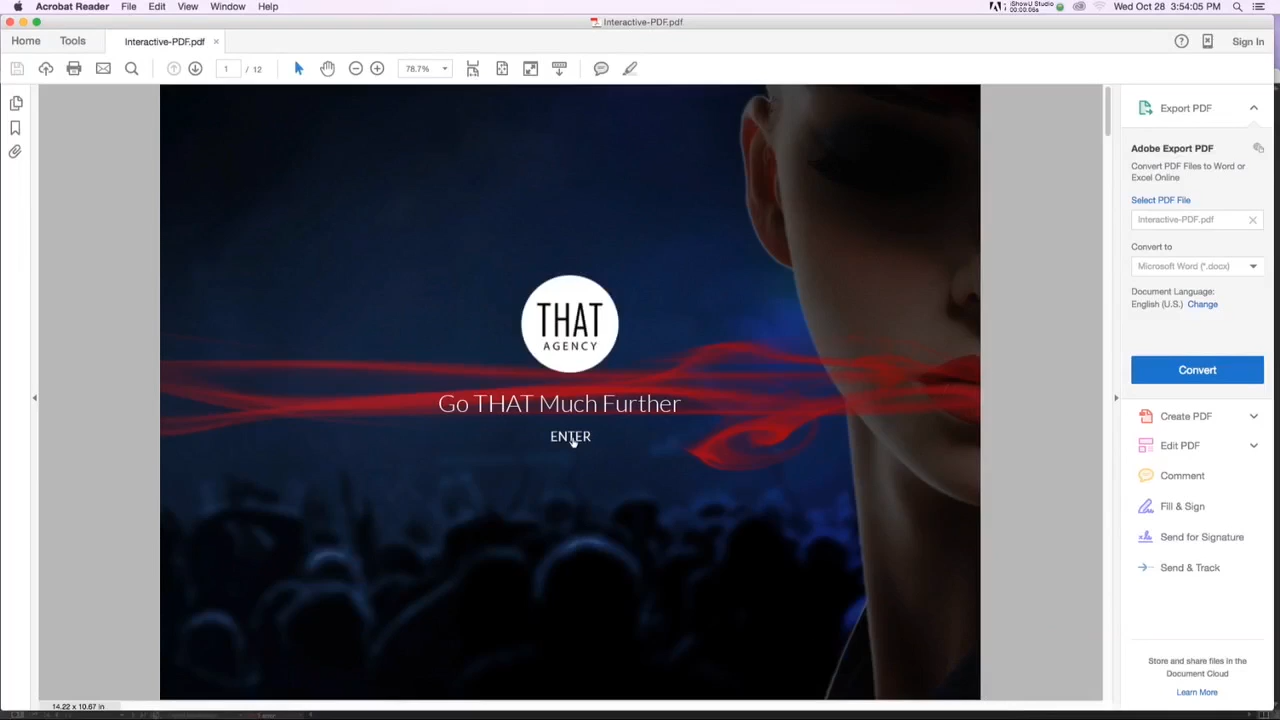 Acrobat Reader File Edit View Window Help
iShowU Studio
Wed Oct 28 3:54:05 PM
Interactive-PDF.pdf
Home Tools Interactive-PDF.pdf × Sign In
1 / 12 78.7%
Export PDF
Adobe Export PDF
Convert PDF Files to Word or
Excel Online
Select PDF File
Interactive-PDF.pdf
Convert to
Microsoft Word (*.docx)
Document Language:
English (U.S.) Change
Convert
Create PDF
Edit PDF
Comment
Fill & Sign
Send for Signature
Send & Track
Store and share files in the
Document Cloud
Learn More
THAT
AGENCY
Go THAT Much Further
ENTER
14.22 x 10.67 in